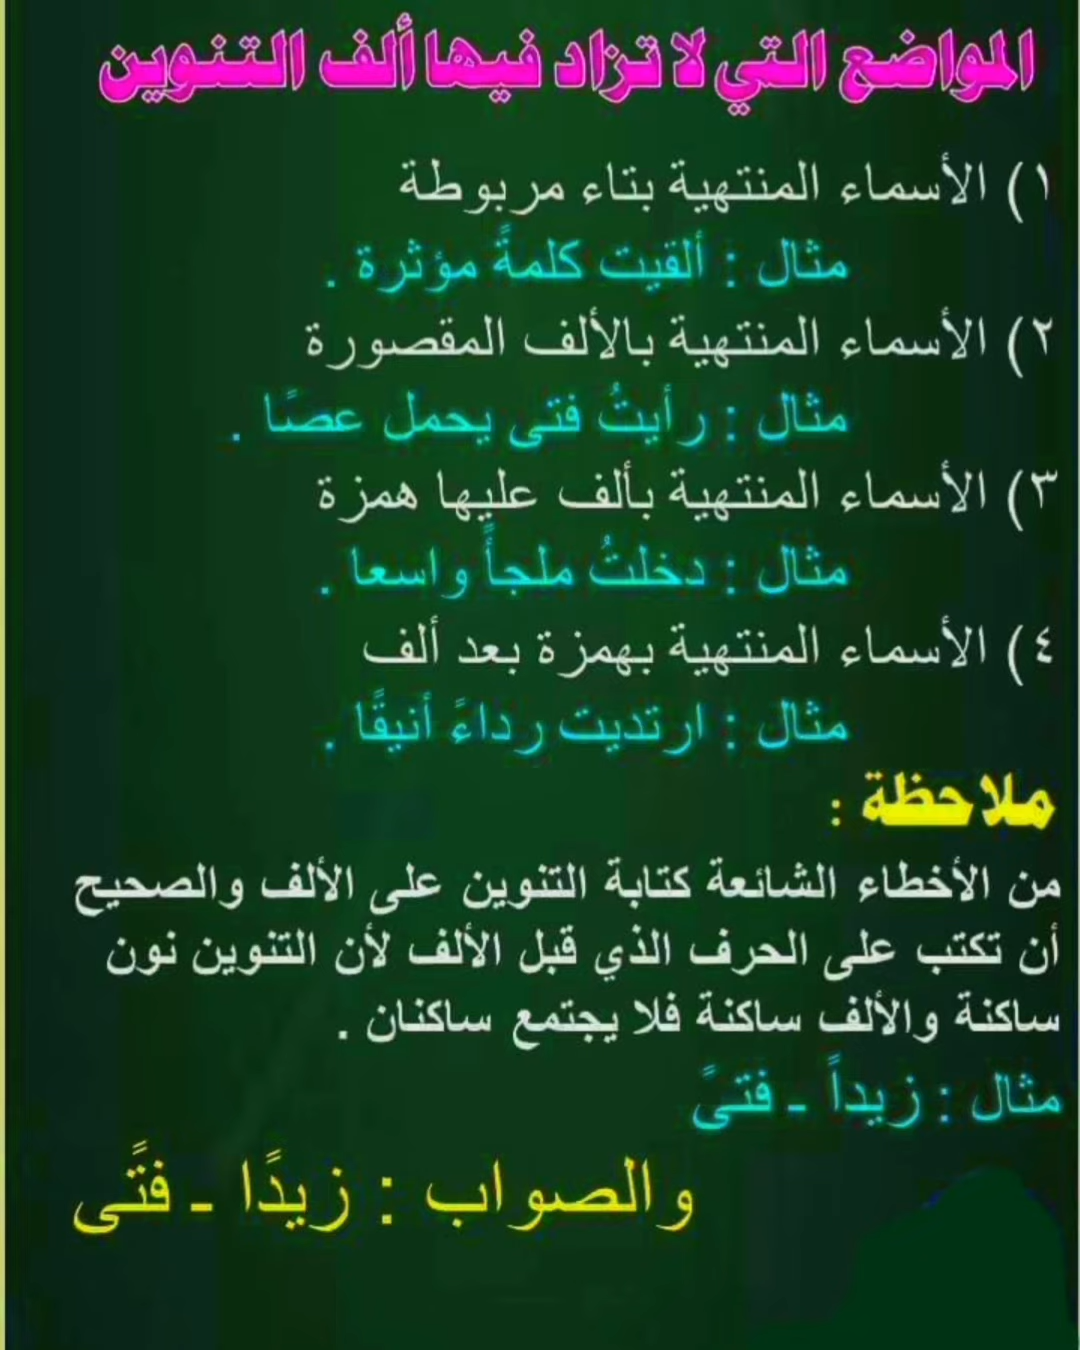 المواضع التي لا تزاد فيها ألف التنوين
١) الأسماء المنتهية بتاء مربوطة
مثال : ألقيت كلمةً مؤثرة .
٢) الأسماء المنتهية بالألف المقصورة
مثال : رأيتُ فتى يحمل عصًا .
٣) الأسماء المنتهية بألف عليها همزة
مثال : دخلتُ ملجأً واسعا .
٤) الأسماء المنتهية بهمزة بعد ألف
مثال : ارتديت رداءً أنيقًا .
ملاحظة :
من الأخطاء الشائعة كتابة التنوين على الألف والصحيح
أن تكتب على الحرف الذي قبل الألف لأن التنوين نون
ساكنة والألف ساكنة فلا يجتمع ساكنان .
مثال : زيداً - فتىً
والصواب : زيدًا - فتًى